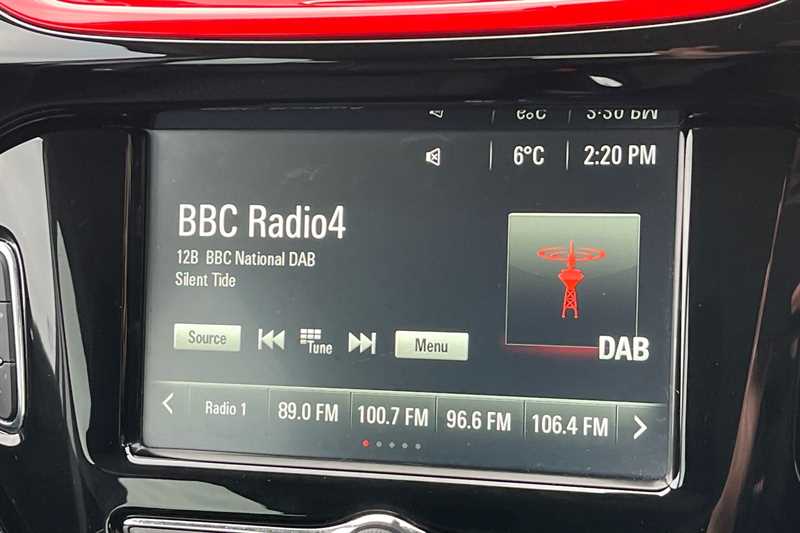 6°C 2:20 PM
BBC Radio4
12B BBC National DAB
Silent Tide
DAB
Source Tune Menu
Radio 1 89.0 FM 100.7 FM 96.6 FM 106.4 FM